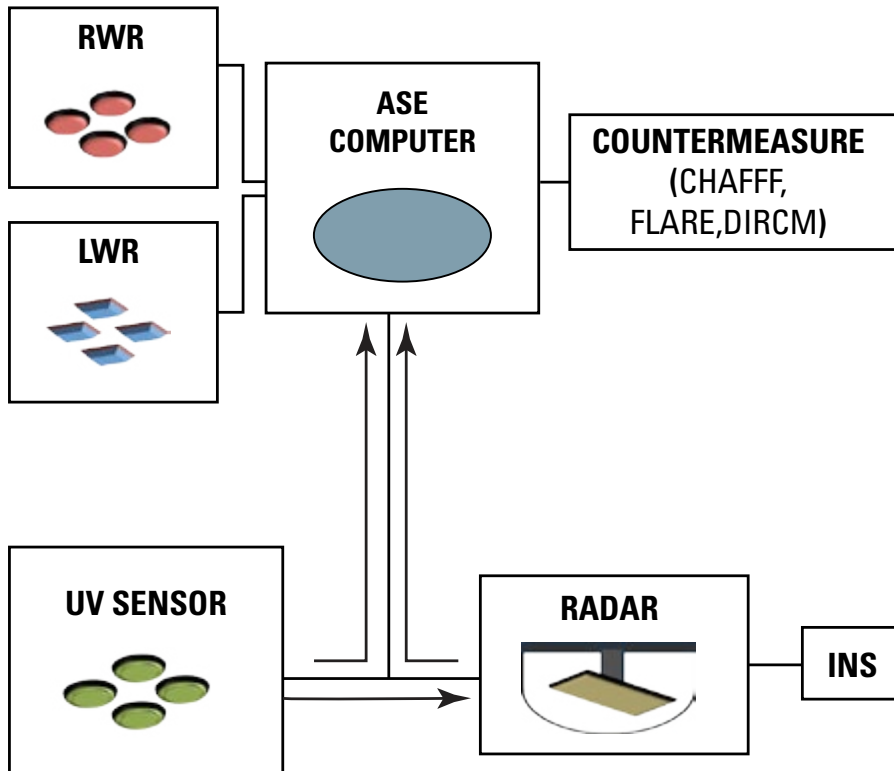 RWR
ASE
COMPUTER
COUNTERMEASURE
(CHAFFF,
FLARE,DIRCM)
LWR
UV SENSOR
RADAR
INS